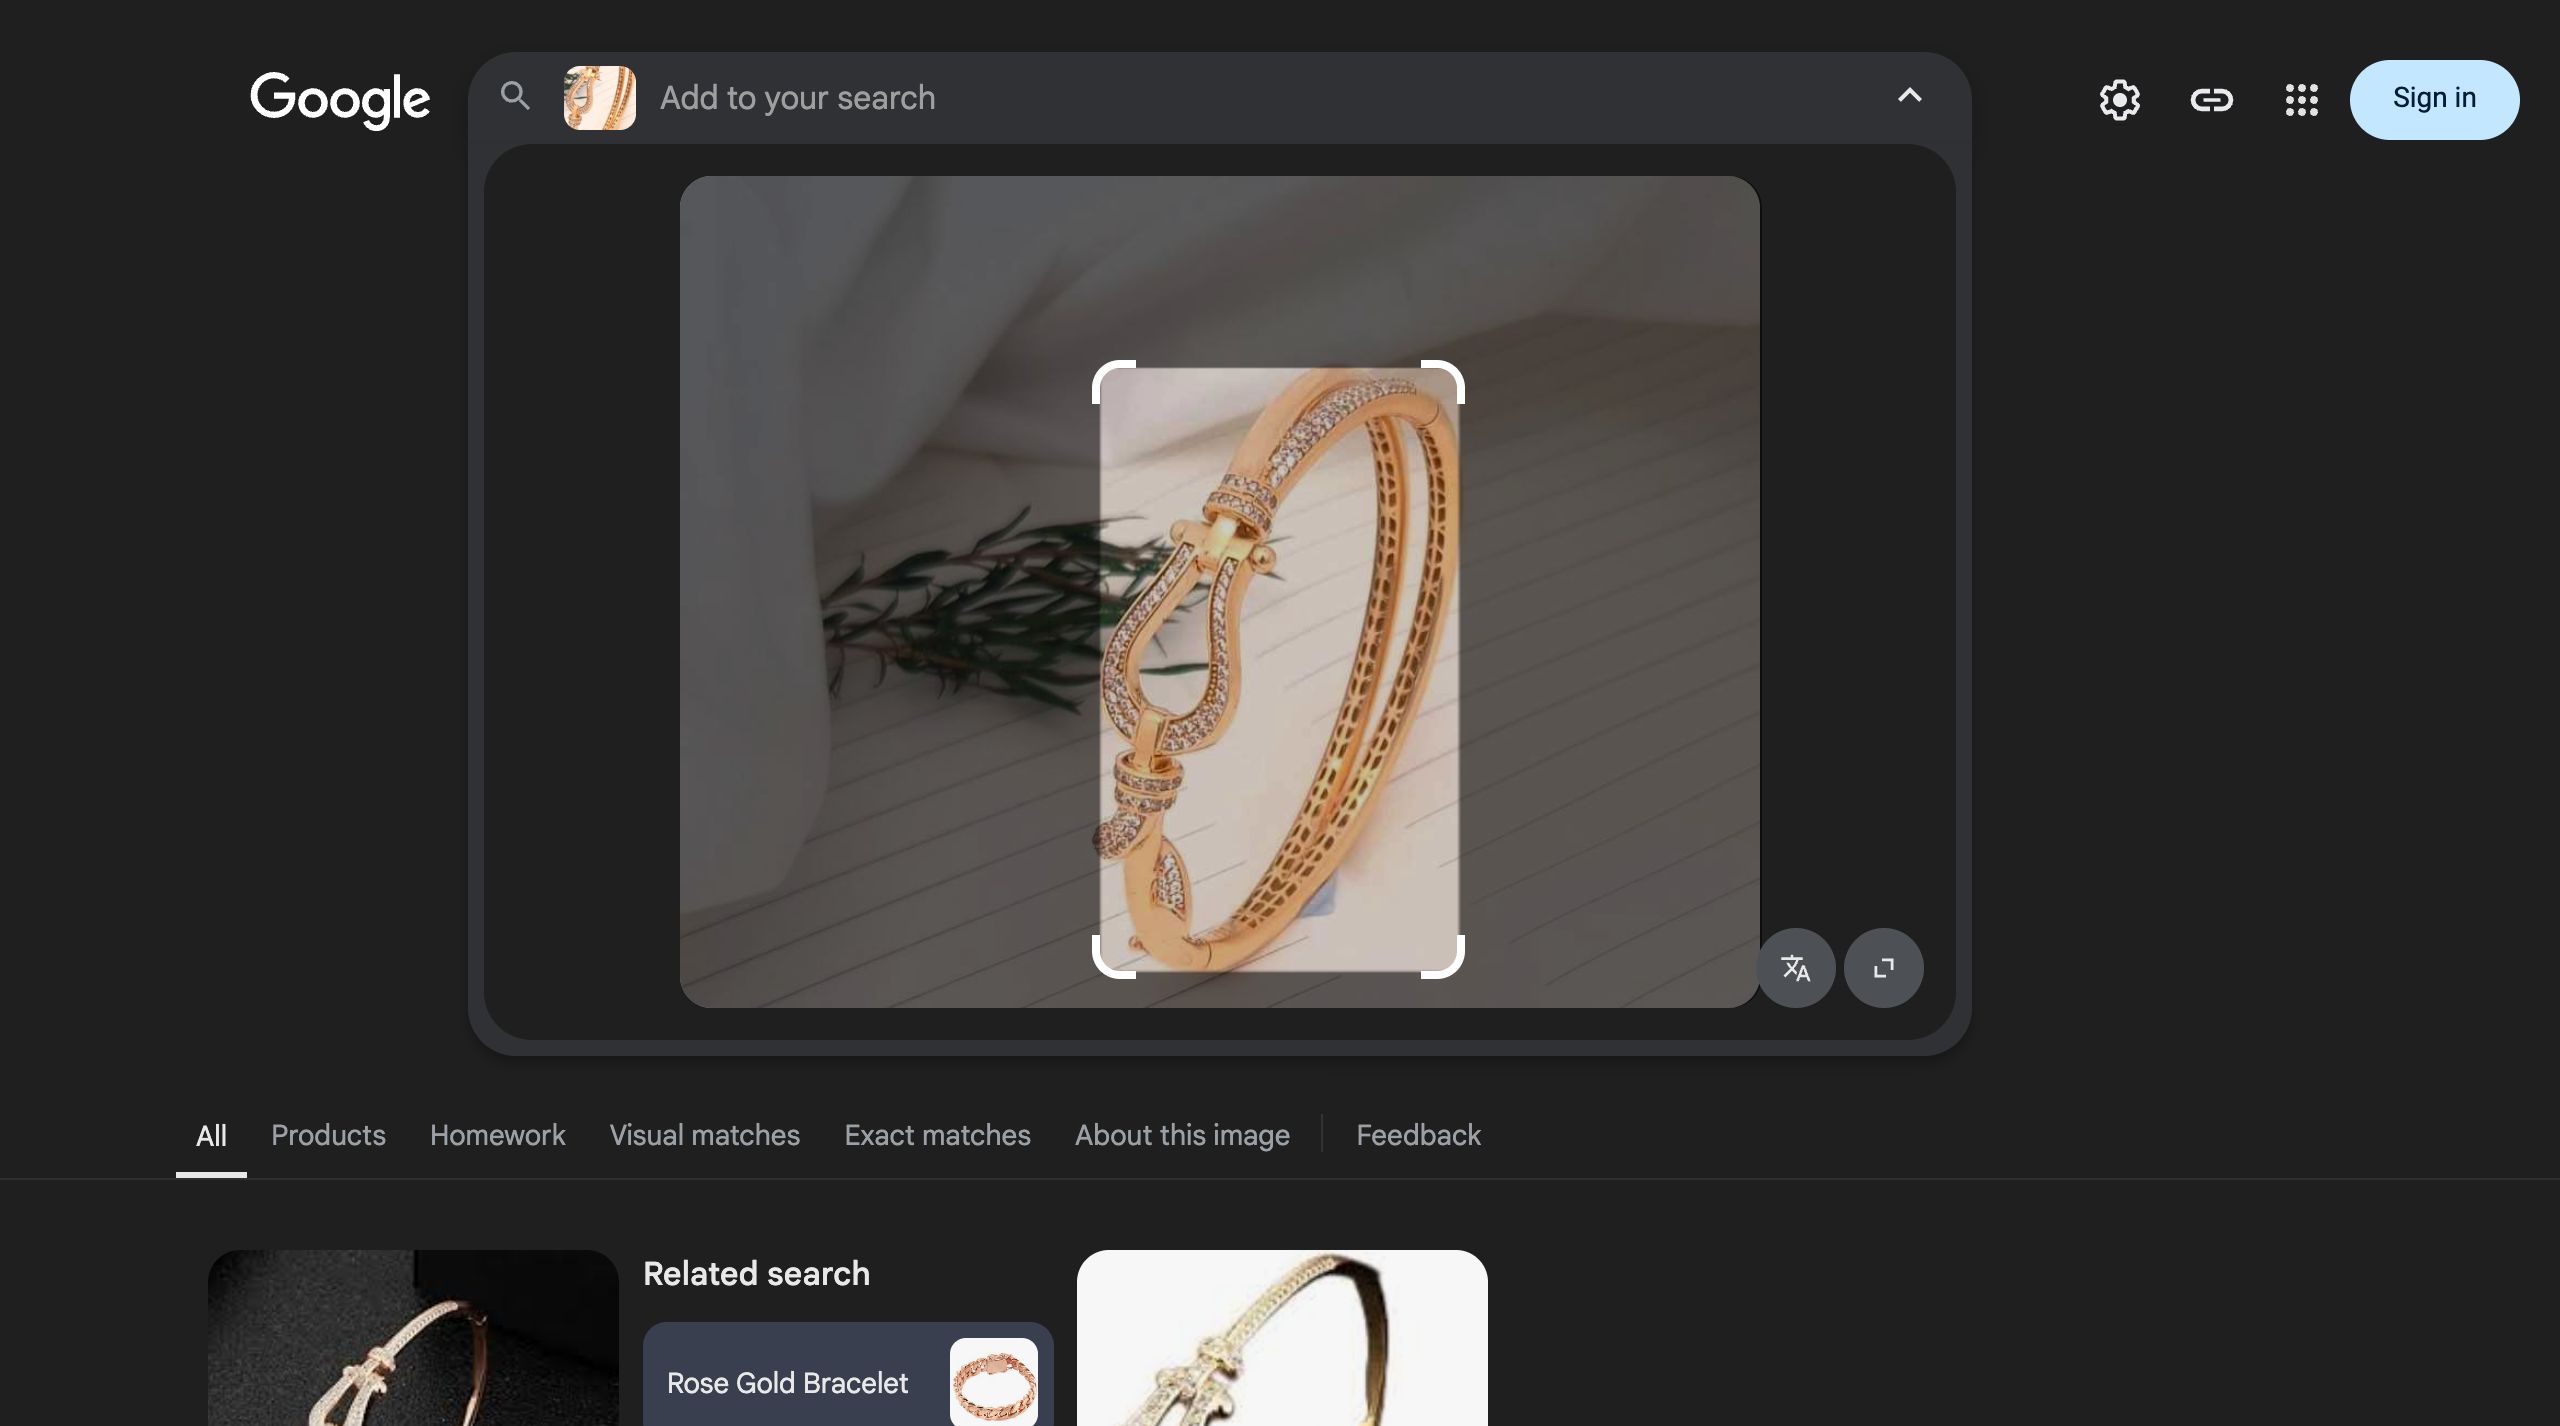 Google
Add to your search
Sign in
All
Products
Homework
Visual matches
Exact matches
About this image
Feedback
Related search
Rose Gold Bracelet